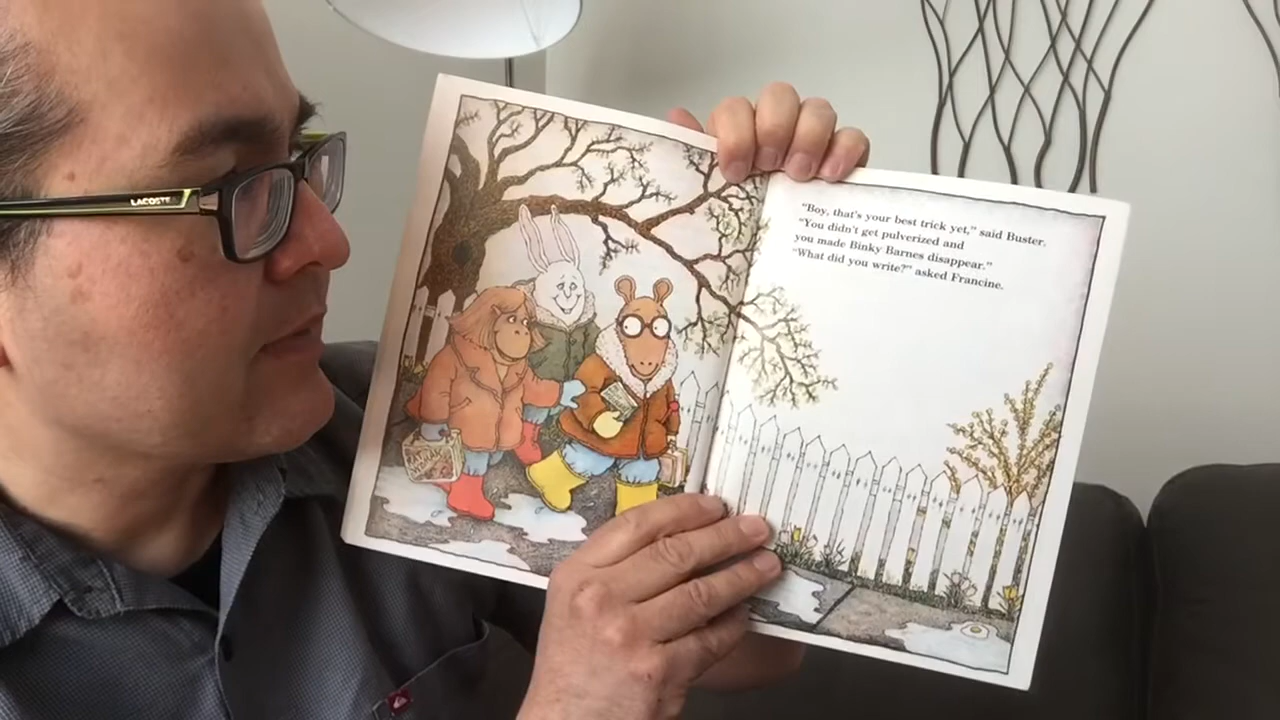 LACOSTE
"Boy, that's your best trick yet," said Buster.
"You didn't get pulverized and
you made Binky Barnes disappear."
"What did you write?" asked Francine.